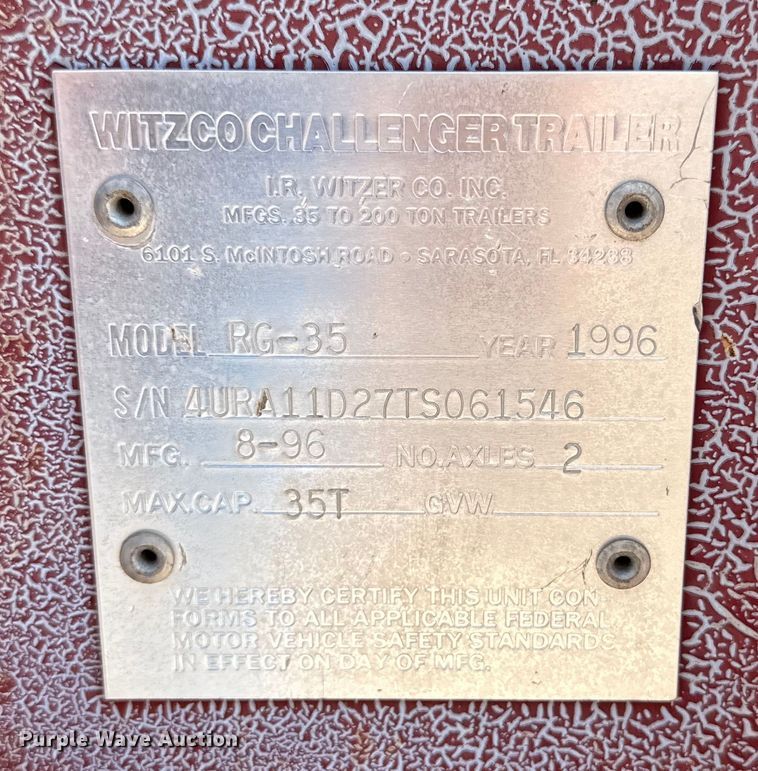 WITZCO CHALLENGER TRAILER
I.R. WITZER CO. INC.
MFGS. 35 TO 200 TON TRAILERS
6101 S. McINTOSH ROAD • SARASOTA, FL 34238
MODEL RG-35 YEAR 1996
S/N 4URA11D27TS061546
MFG. 8-96 NO. AXLES 2
MAX. CAP. 35T GVW
WE HEREBY CERTIFY THIS UNIT CON
FORMS TO ALL APPLICABLE FEDERAL
MOTOR VEHICLE SAFETY STANDARDS
IN EFFECT ON DAY OF MFG.
Purple Wave Auction